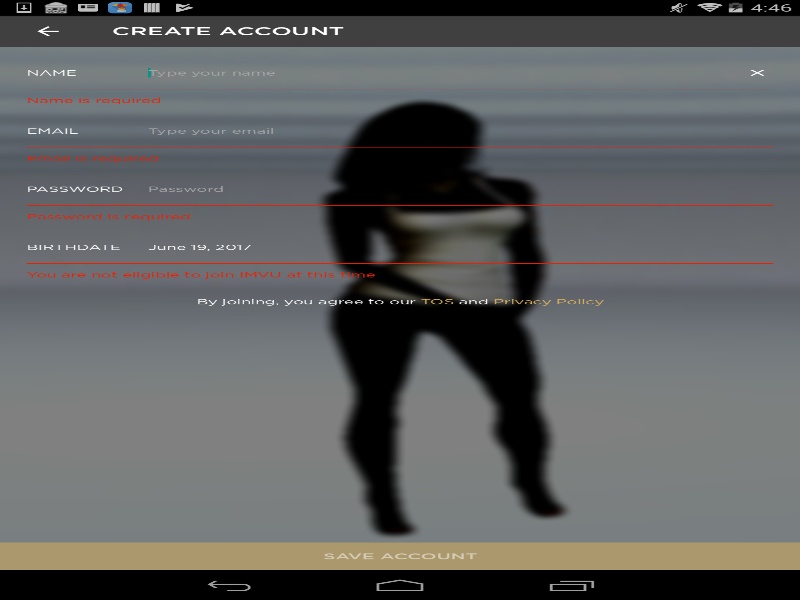 4:46
CREATE ACCOUNT
NAME Type your name
Name is required
EMAIL Type your email
Email is required
PASSWORD Password
Password is required
BIRTHDATE June 19, 2017
You are not eligible to join IMVU at this time
By joining, you agree to our TOS and Privacy Policy
SAVE ACCOUNT